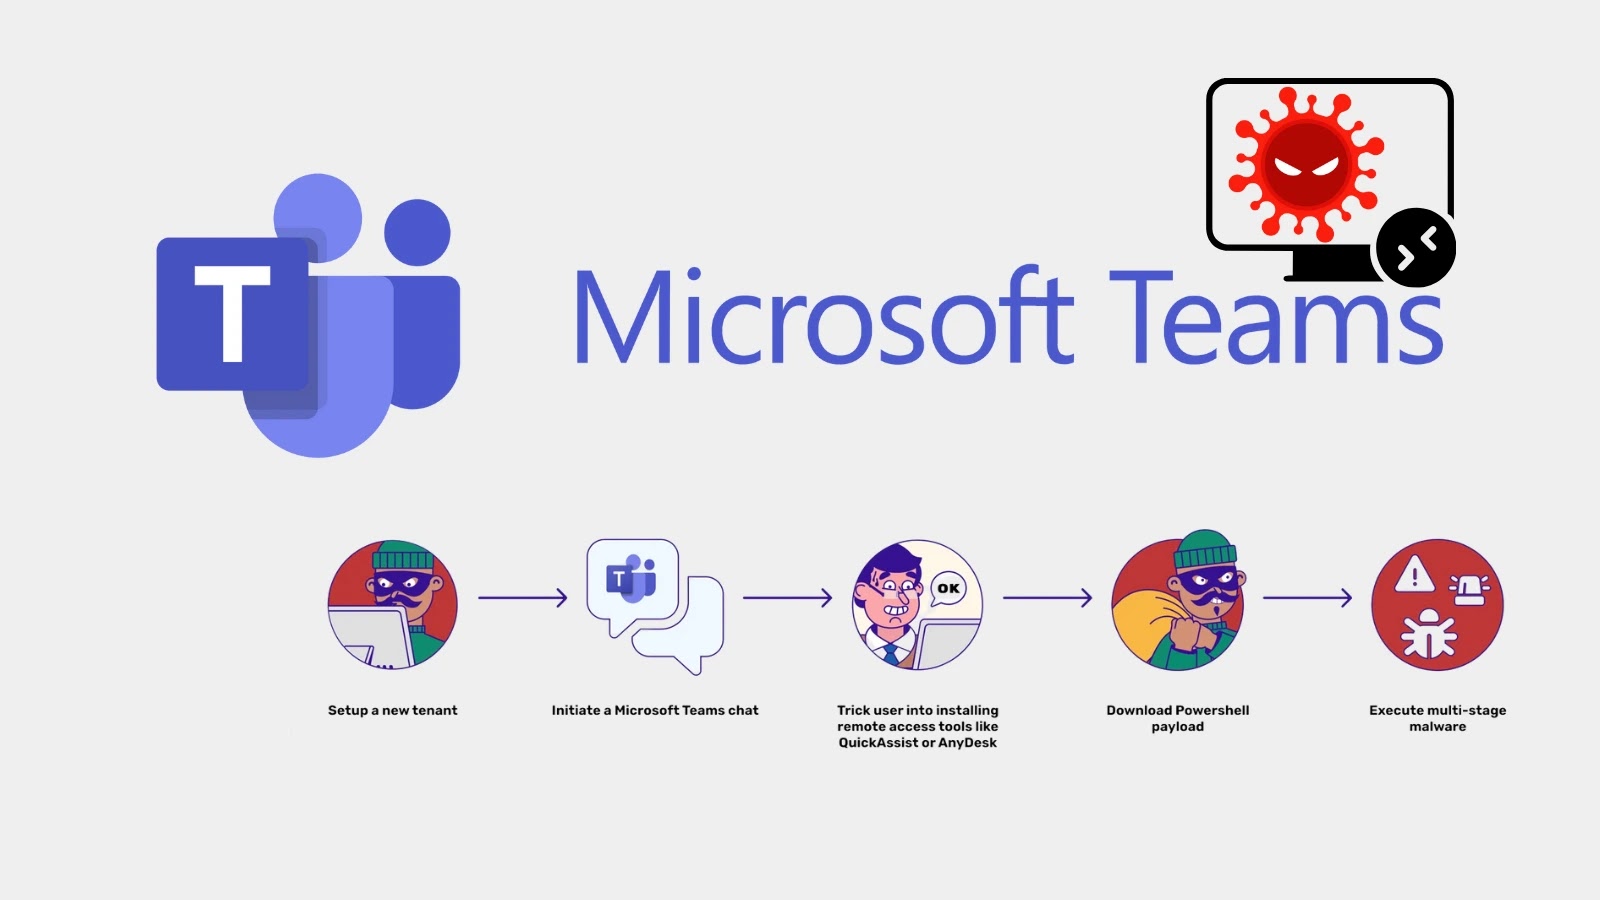 T
Microsoft Teams
T
OK
Setup a new tenant
Initiate a Microsoft Teams chat
Trick user into installing
remote access tools like
QuickAssist or AnyDesk
Download Powershell
payload
Execute multi-stage
malware